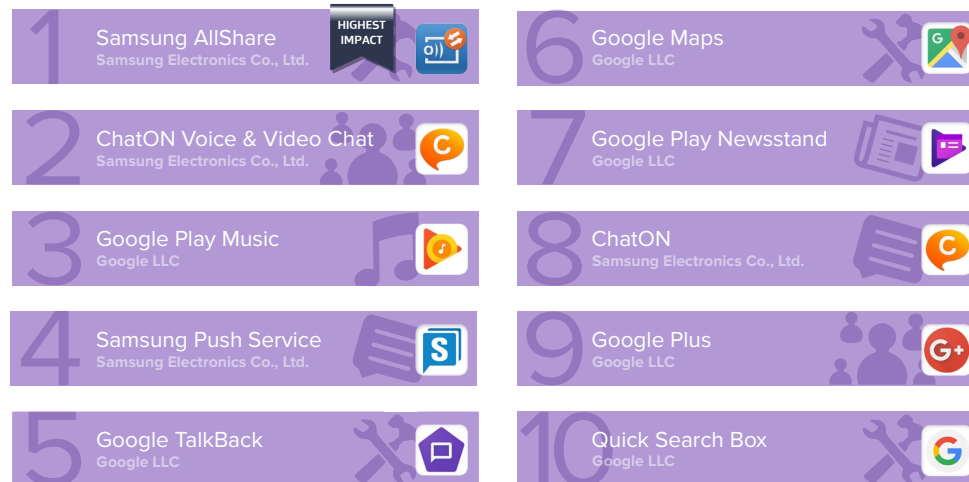 1
Samsung AllShare
Samsung Electronics Co., Ltd.
HIGHEST
IMPACT
2
ChatON Voice & Video Chat
Samsung Electronics Co., Ltd.
C
3
Google Play Music
Google LLC
4
Samsung Push Service
Samsung Electronics Co., Ltd.
S
5
Google TalkBack
Google LLC
6
Google Maps
Google LLC
G
7
Google Play Newsstand
Google LLC
8
ChatON
Samsung Electronics Co., Ltd.
C
9
Google Plus
Google LLC
G+
10
Quick Search Box
Google LLC
G